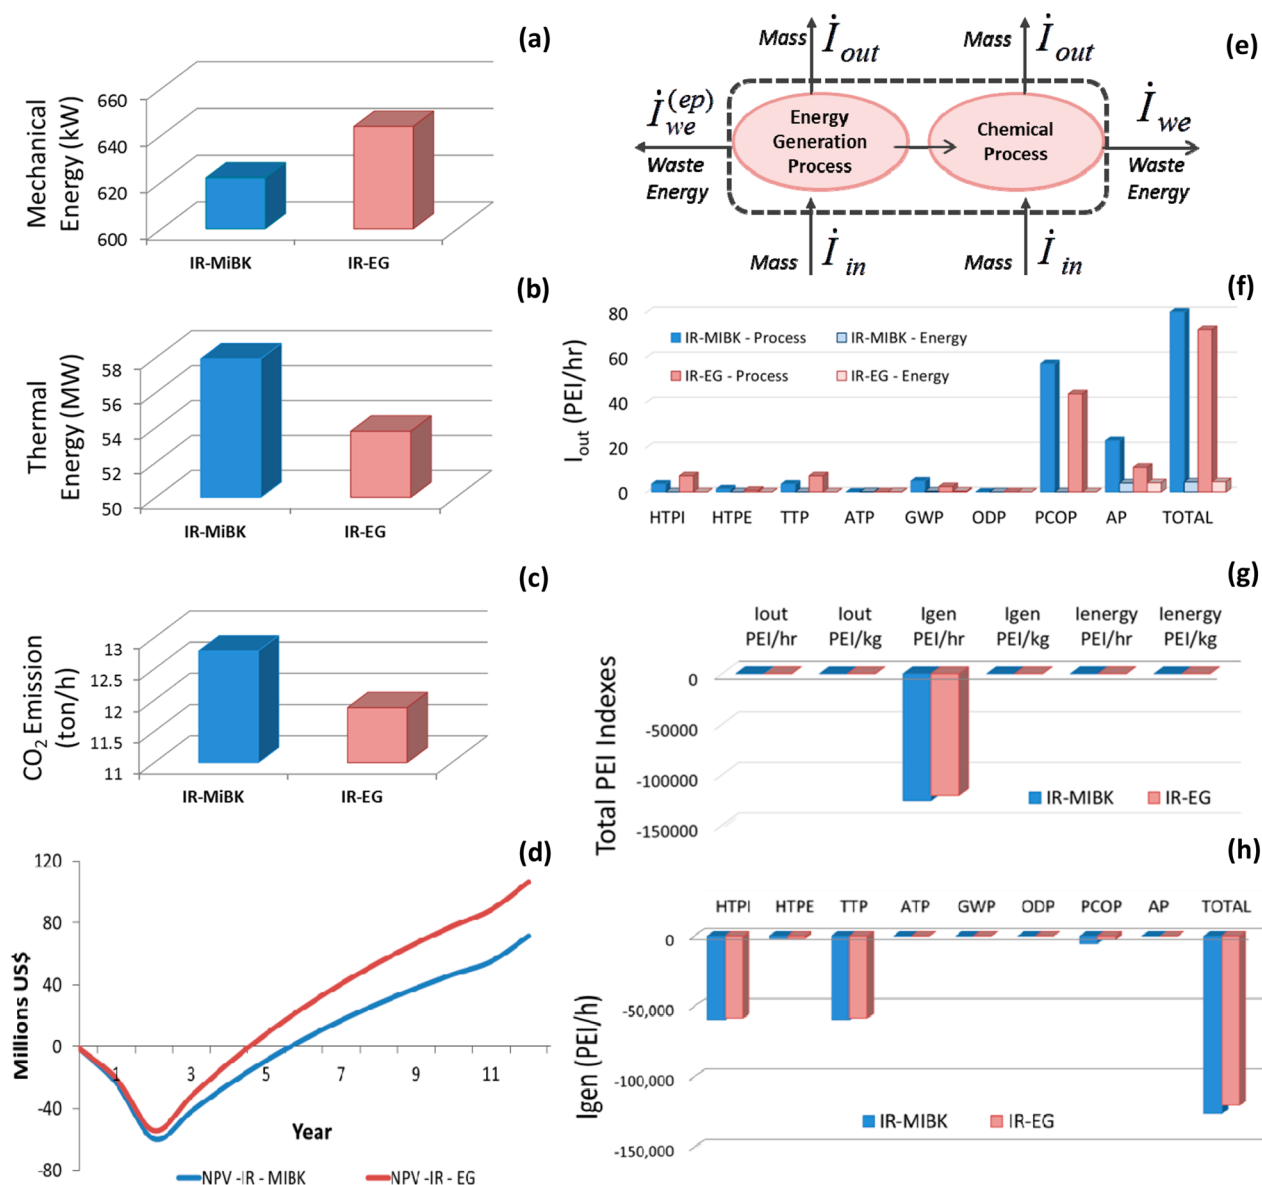 (a)
Mechanical
Energy (kW)
660
640
620
600
IR-MiBK
IR-EG
(b)
Thermal
Energy (MW)
58
56
54
52
50
IR-MiBK
IR-EG
(c)
CO2 Emission
(ton/h)
13
12.5
12
11.5
11
IR-MiBK
IR-EG
(d)
Millions US$
120
80
40
0
-40
-80
1
3
5
7
9
11
Year
NPV -IR - MIBK
NPV -IR - EG
(e)
Mass
İout
Mass
İout
İwe(ep)
Waste
Energy
Energy
Generation
Process
Chemical
Process
İwe
Waste
Energy
Mass
İin
Mass
İin
(f)
Iout (PEI/hr)
80
60
40
20
0
IR-MIBK - Process
IR-MIBK - Energy
IR-EG - Process
IR-EG - Energy
HTPI
HTPE
TTP
ATP
GWP
ODP
PCOP
AP
TOTAL
(g)
Iout
PEI/hr
Iout
PEI/kg
Igen
PEI/hr
Igen
PEI/kg
Ienergy
PEI/hr
Ienergy
PEI/kg
Total PEI Indexes
0
-50000
-100000
-150000
IR-MIBK
IR-EG
(h)
HTPI
HTPE
TTP
ATP
GWP
ODP
PCOP
AP
TOTAL
Igen (PEI/h)
0
-50,000
-100,000
-150,000
IR-MIBK
IR-EG